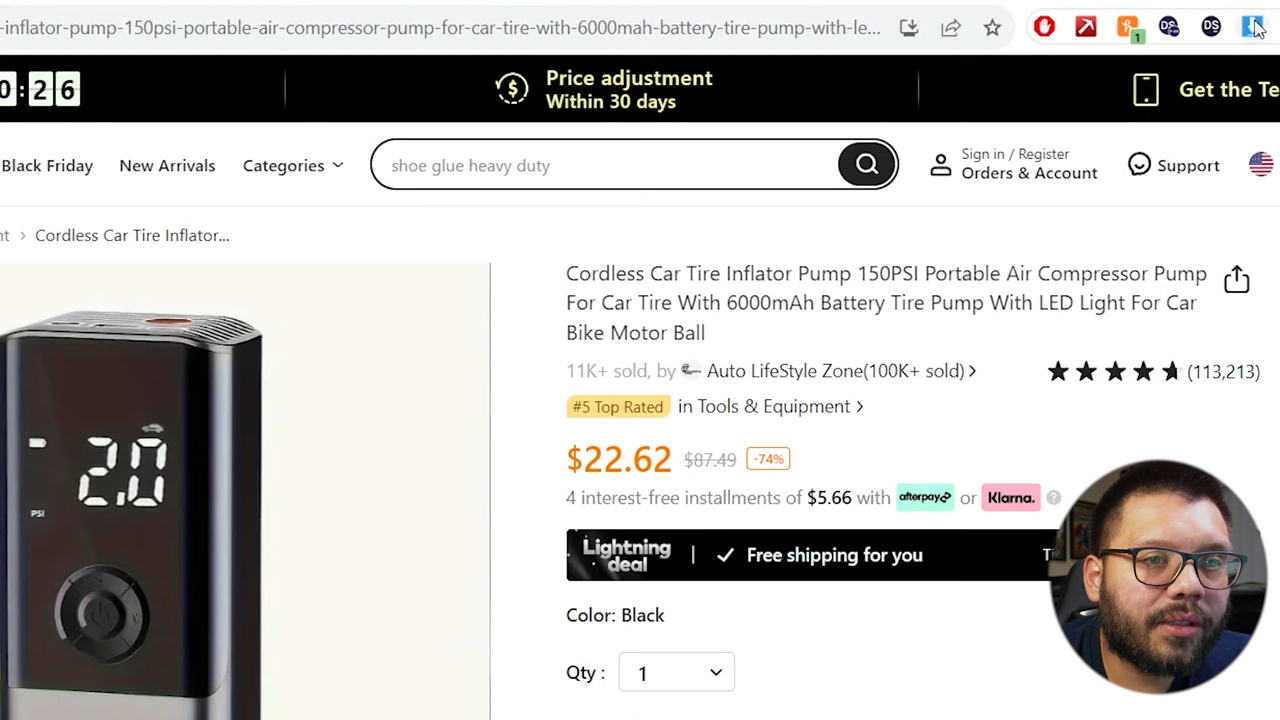 -inflator-pump-150psi-portable-air-compressor-pump-for-car-tire-with-6000mah-battery-tire-pump-with-le...
1
0:26
Price adjustment
Within 30 days
Get the Te
Black Friday
New Arrivals
Categories
shoe glue heavy duty
Sign in / Register
Orders & Account
Support
nt > Cordless Car Tire Inflator...
Cordless Car Tire Inflator Pump 150PSI Portable Air Compressor Pump
For Car Tire With 6000mAh Battery Tire Pump With LED Light For Car
Bike Motor Ball
11K+ sold, by Auto LifeStyle Zone(100K+ sold) >
(113,213)
#5 Top Rated in Tools & Equipment >
$22.62 $87.49 -74%
4 interest-free installments of $5.66 with afterpay or Klarna. ?
Lightning
deal
Free shipping for you
Ti
Color: Black
Qty : 1
2.0
PSI